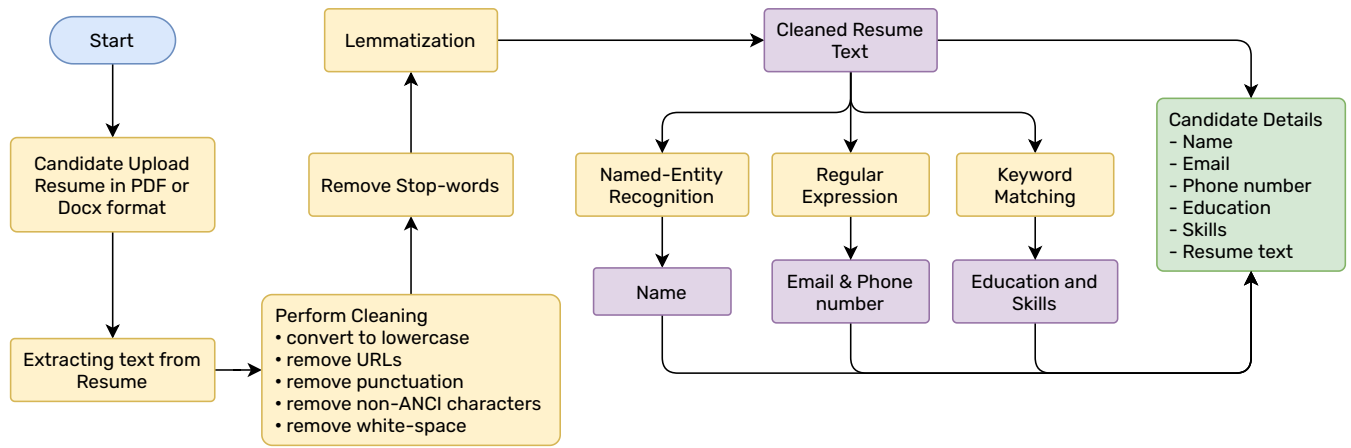 Start
Candidate Upload
Resume in PDF or
Docx format
Extracting text from
Resume
Perform Cleaning
• convert to lowercase
• remove URLs
• remove punctuation
• remove non-ANCI characters
• remove white-space
Remove Stop-words
Lemmatization
Cleaned Resume
Text
Named-Entity
Recognition
Regular
Expression
Keyword
Matching
Name
Email & Phone
number
Education and
Skills
Candidate Details
- Name
- Email
- Phone number
- Education
- Skills
- Resume text